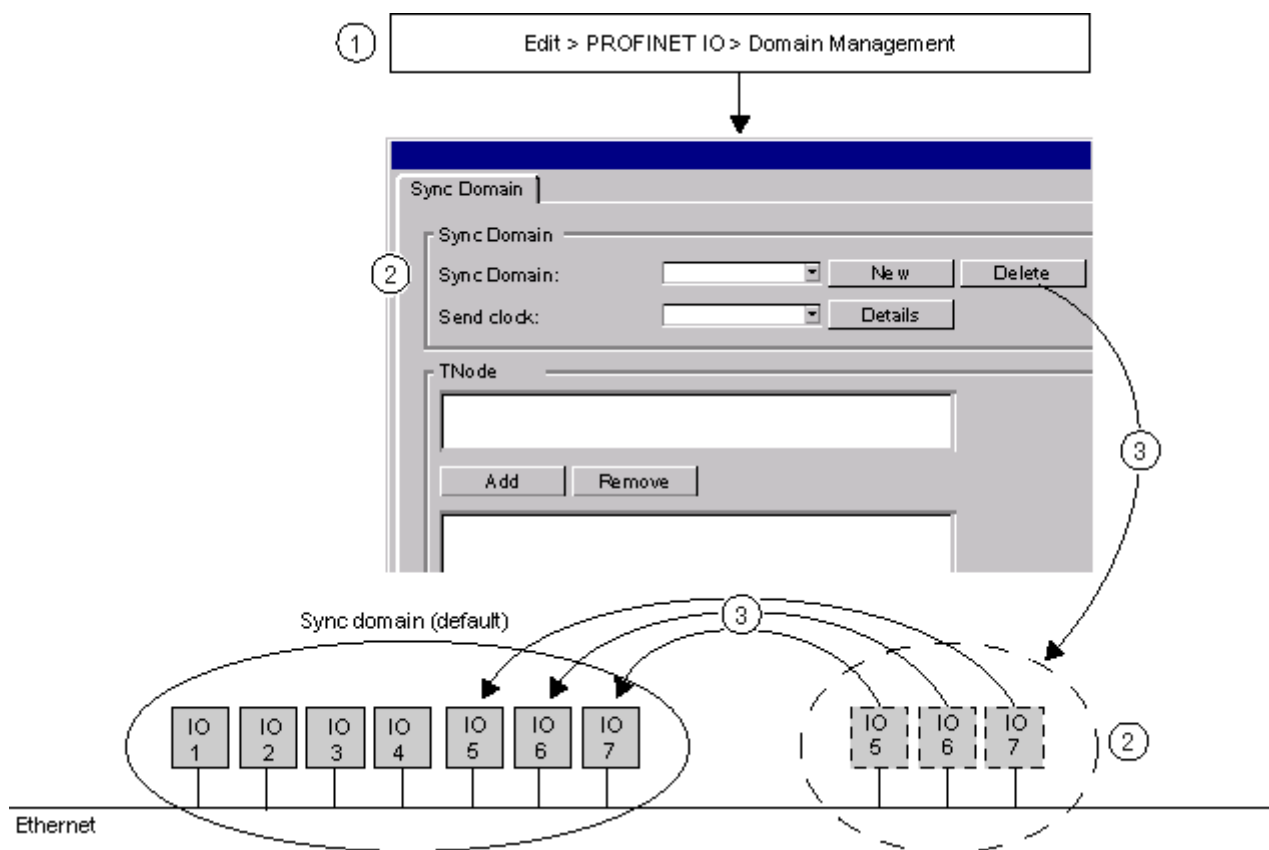 1
Edit > PROFINET IO > Domain Management
Sync Domain
Sync Domain
2
Sync Domain:
New
Delete
Send clock:
Details
TNode
3
Add
Remove
Sync domain (default)
3
IO 1
IO 2
IO 3
IO 4
IO 5
IO 6
IO 7
IO 5
IO 6
IO 7
2
Ethernet